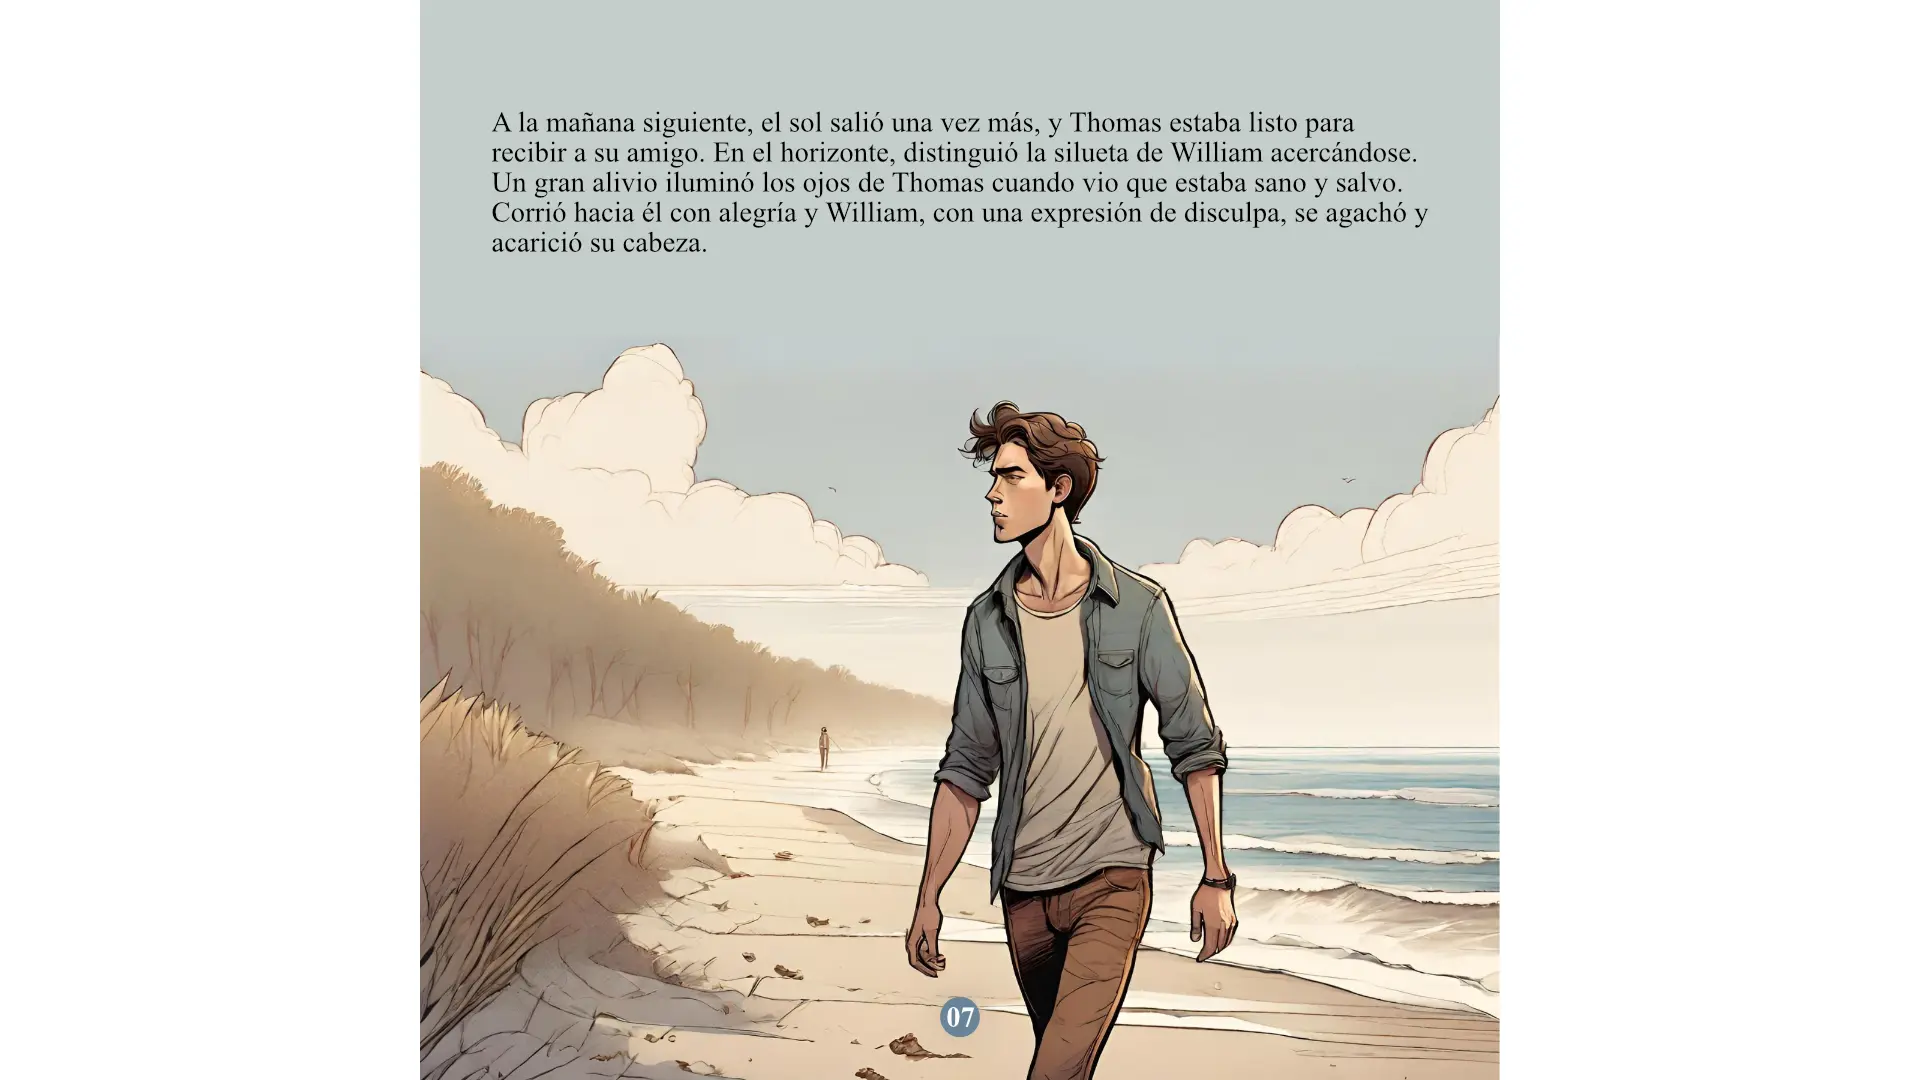 A la mañana siguiente, el sol salió una vez más, y Thomas estaba listo para
recibir a su amigo. En el horizonte, distinguió la silueta de William acercándose.
Un gran alivio iluminó los ojos de Thomas cuando vio que estaba sano y salvo.
Corrió hacia él con alegría y William, con una expresión de disculpa, se agachó y
acarició su cabeza.
07